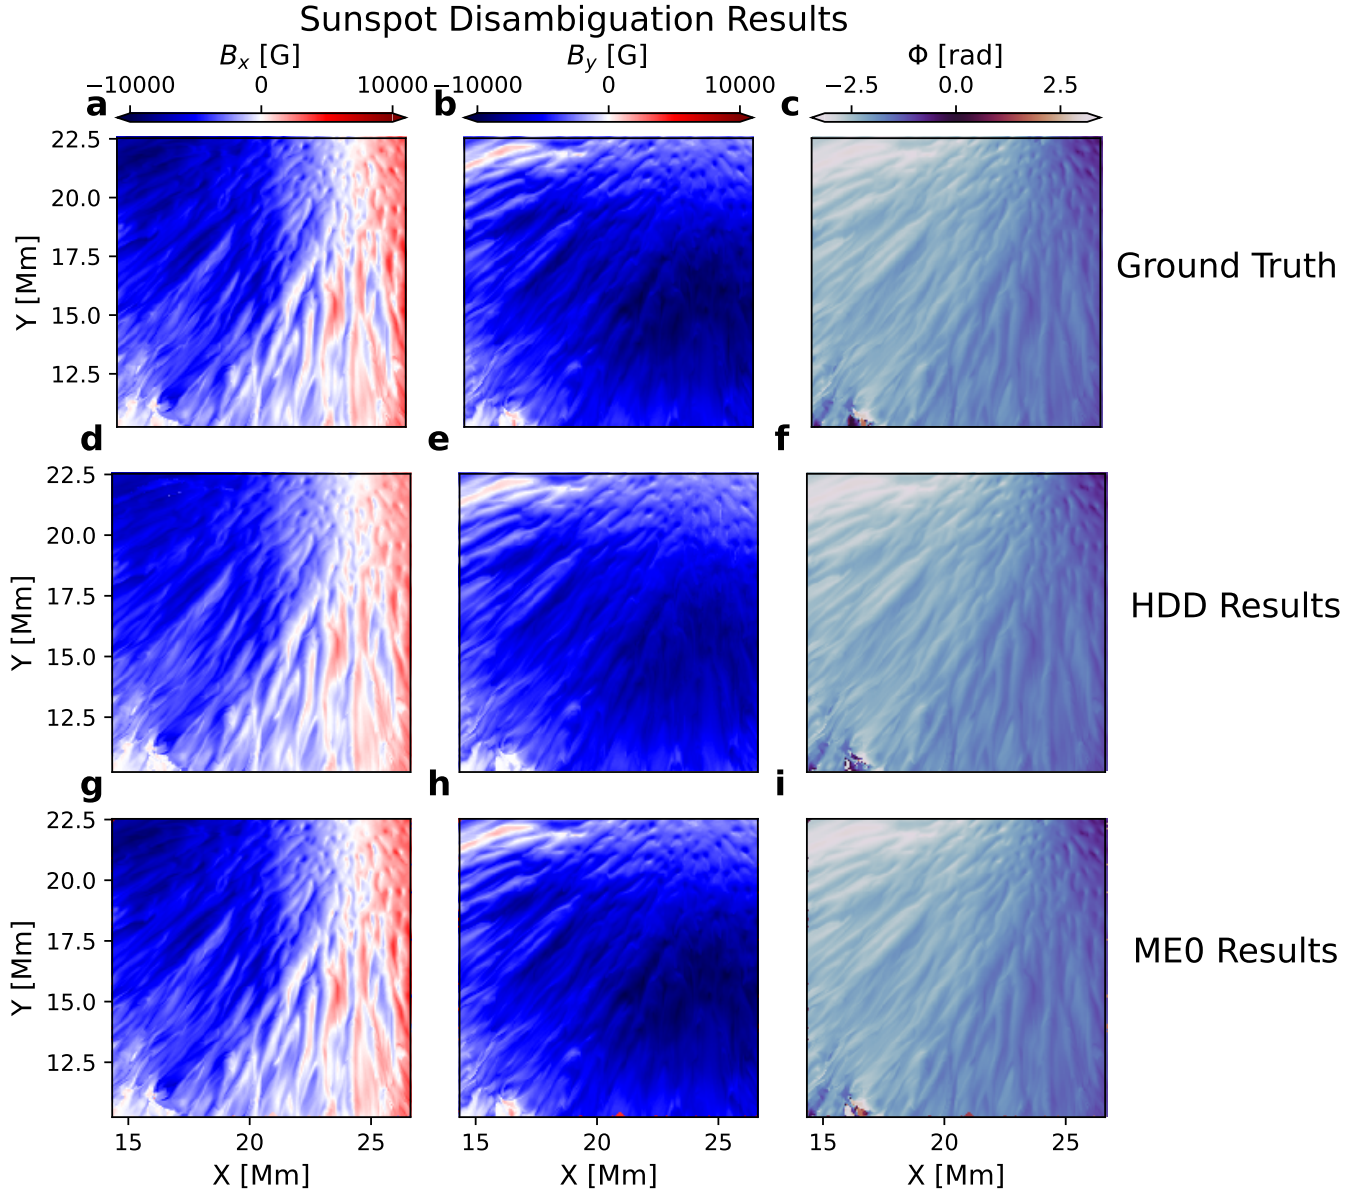 Sunspot Disambiguation Results
B_x [G] B_y [G] Φ [rad]
−10000 0 10000 −10000 0 10000 −2.5 0.0 2.5
a b c
22.5
20.0
17.5
15.0
12.5
Y [Mm]
Ground Truth
d e f
22.5
20.0
17.5
15.0
12.5
Y [Mm]
HDD Results
g h i
22.5
20.0
17.5
15.0
12.5
Y [Mm]
ME0 Results
15 20 25 15 20 25 15 20 25
X [Mm] X [Mm] X [Mm]